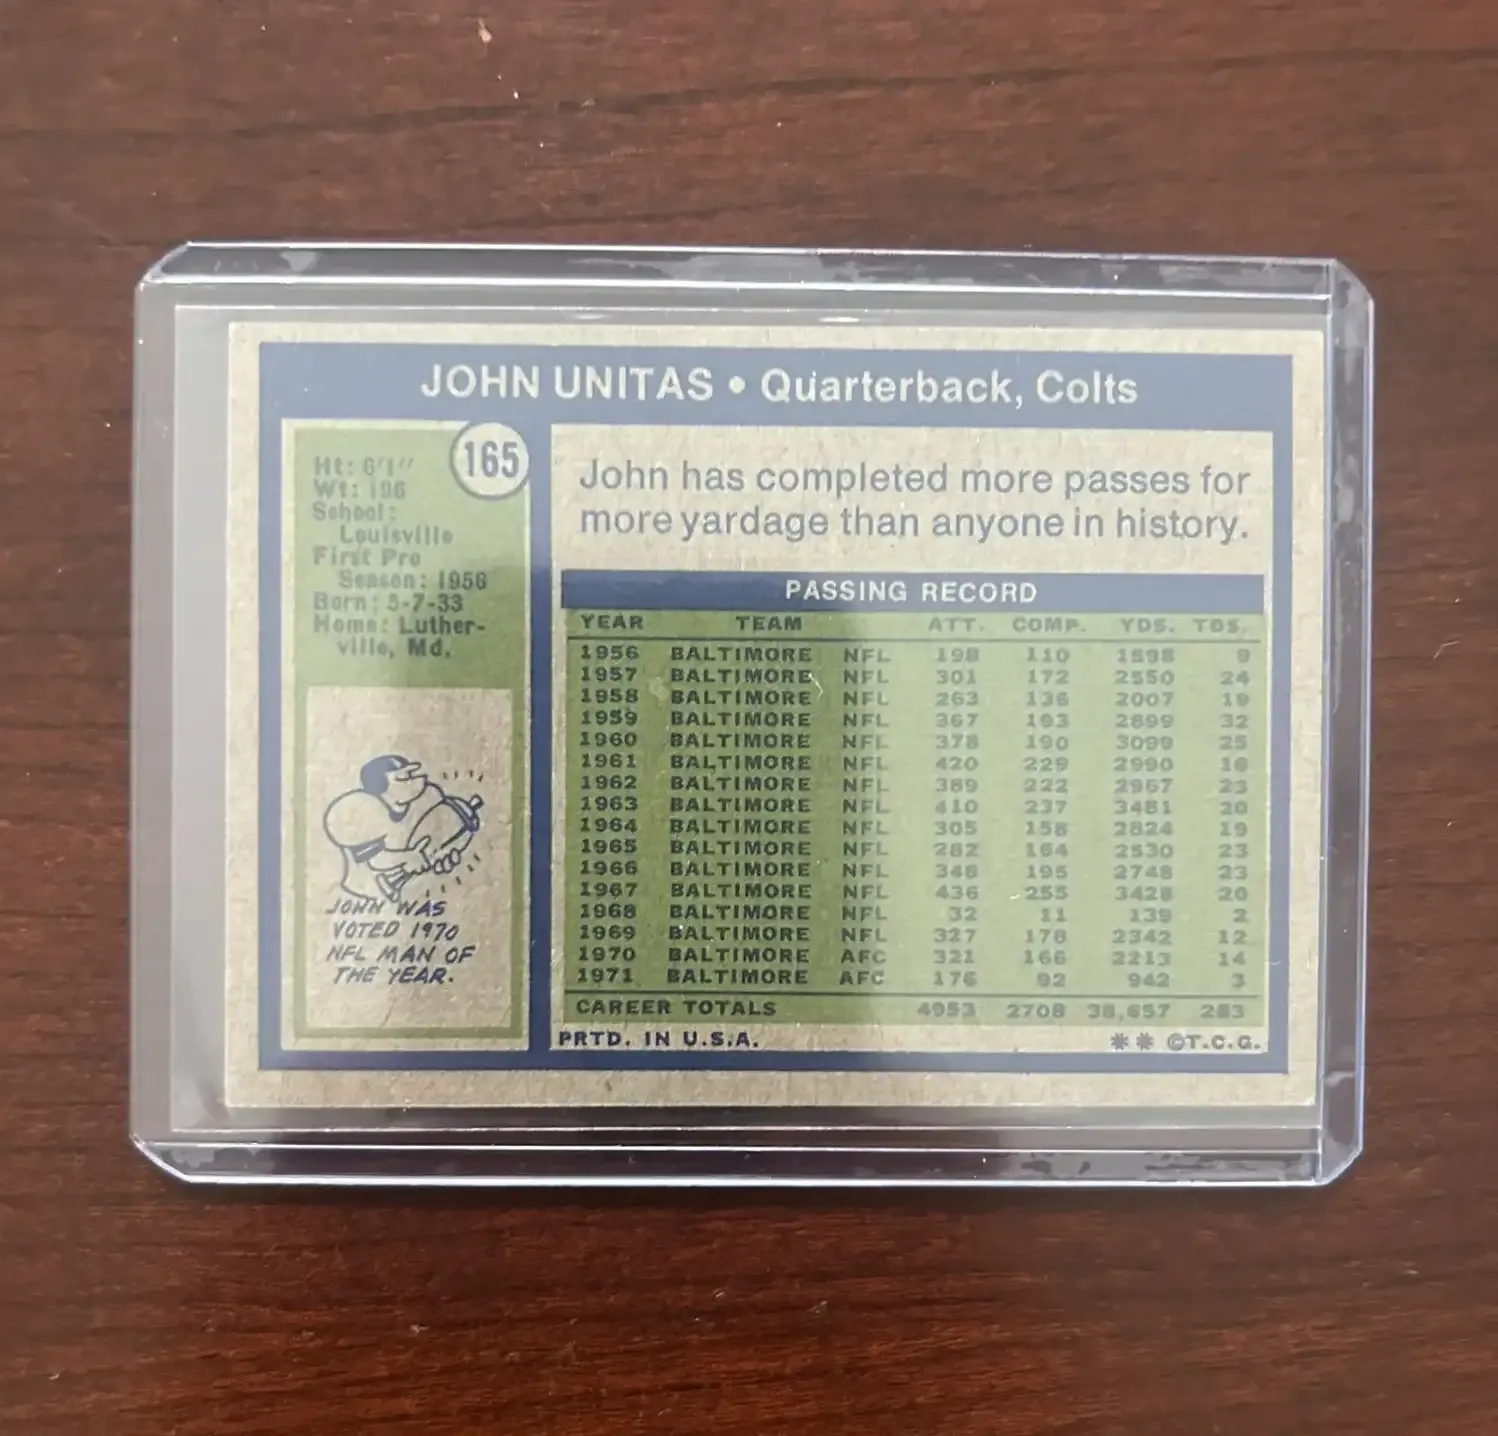 JOHN UNITAS • Quarterback, Colts
165
Ht: 6'1"
Wt: 196
School:
Louisville
First Pro
Season: 1956
Born: 5-7-33
Home: Luther-
ville, Md.
JOHN WAS
VOTED 1970
NFL MAN OF
THE YEAR.
John has completed more passes for
more yardage than anyone in history.
PASSING RECORD
YEAR TEAM ATT. COMP. YDS. TDS.
1956 BALTIMORE NFL 198 110 1598 9
1957 BALTIMORE NFL 301 172 2550 24
1958 BALTIMORE NFL 263 136 2007 19
1959 BALTIMORE NFL 367 193 2899 32
1960 BALTIMORE NFL 378 190 3099 25
1961 BALTIMORE NFL 420 229 2990 16
1962 BALTIMORE NFL 389 222 2967 23
1963 BALTIMORE NFL 410 237 3481 20
1964 BALTIMORE NFL 305 158 2824 19
1965 BALTIMORE NFL 282 164 2530 23
1966 BALTIMORE NFL 348 195 2748 23
1967 BALTIMORE NFL 436 255 3428 20
1968 BALTIMORE NFL 32 11 139 2
1969 BALTIMORE NFL 327 178 2342 12
1970 BALTIMORE AFC 321 166 2213 14
1971 BALTIMORE AFC 176 92 942 3
CAREER TOTALS 4953 2708 38,657 283
PRTD. IN U.S.A. ** ©T.C.G.